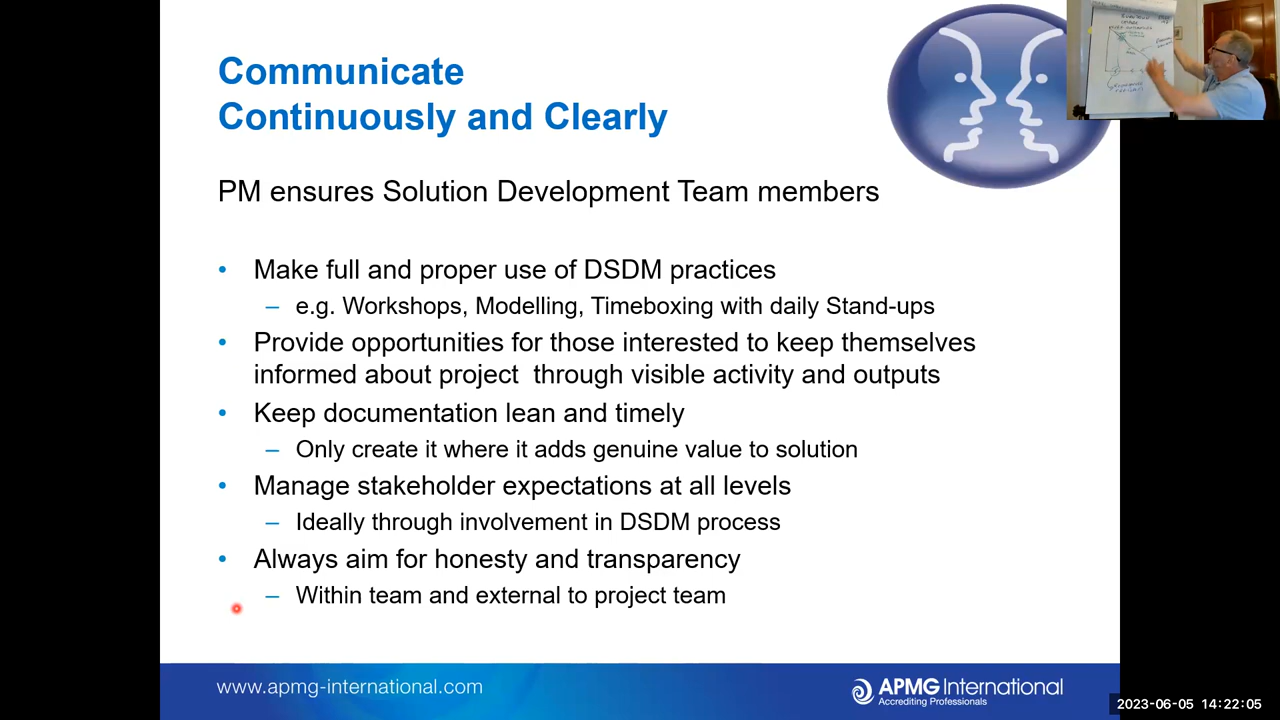 Communicate
Continuously and Clearly
PM ensures Solution Development Team members
• Make full and proper use of DSDM practices
– e.g. Workshops, Modelling, Timeboxing with daily Stand-ups
• Provide opportunities for those interested to keep themselves
informed about project through visible activity and outputs
• Keep documentation lean and timely
– Only create it where it adds genuine value to solution
• Manage stakeholder expectations at all levels
– Ideally through involvement in DSDM process
• Always aim for honesty and transparency
– Within team and external to project team
www.apmg-international.com
APMG International
Accrediting Professionals
2023-06-05 14:22:05